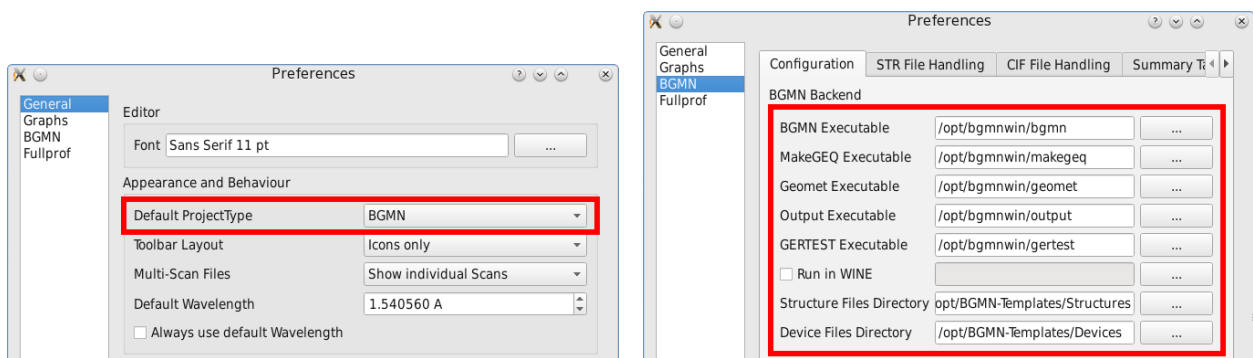 Preferences
General
Graphs
BGMN
Fullprof
Editor
Font Sans Serif 11 pt ...
Appearance and Behaviour
Default ProjectType BGMN
Toolbar Layout Icons only
Multi-Scan Files Show individual Scans
Default Wavelength 1.540560 A
Always use default Wavelength
Preferences
General
Graphs
BGMN
Fullprof
Configuration STR File Handling CIF File Handling Summary
BGMN Backend
BGMN Executable /opt/bgmnwin/bgmn ...
MakeGEQ Executable /opt/bgmnwin/makegeq ...
Geomet Executable /opt/bgmnwin/geomet ...
Output Executable /opt/bgmnwin/output ...
GERTEST Executable /opt/bgmnwin/gertest ...
Run in WINE ...
Structure Files Directory opt/BGMN-Templates/Structures ...
Device Files Directory /opt/BGMN-Templates/Devices ...